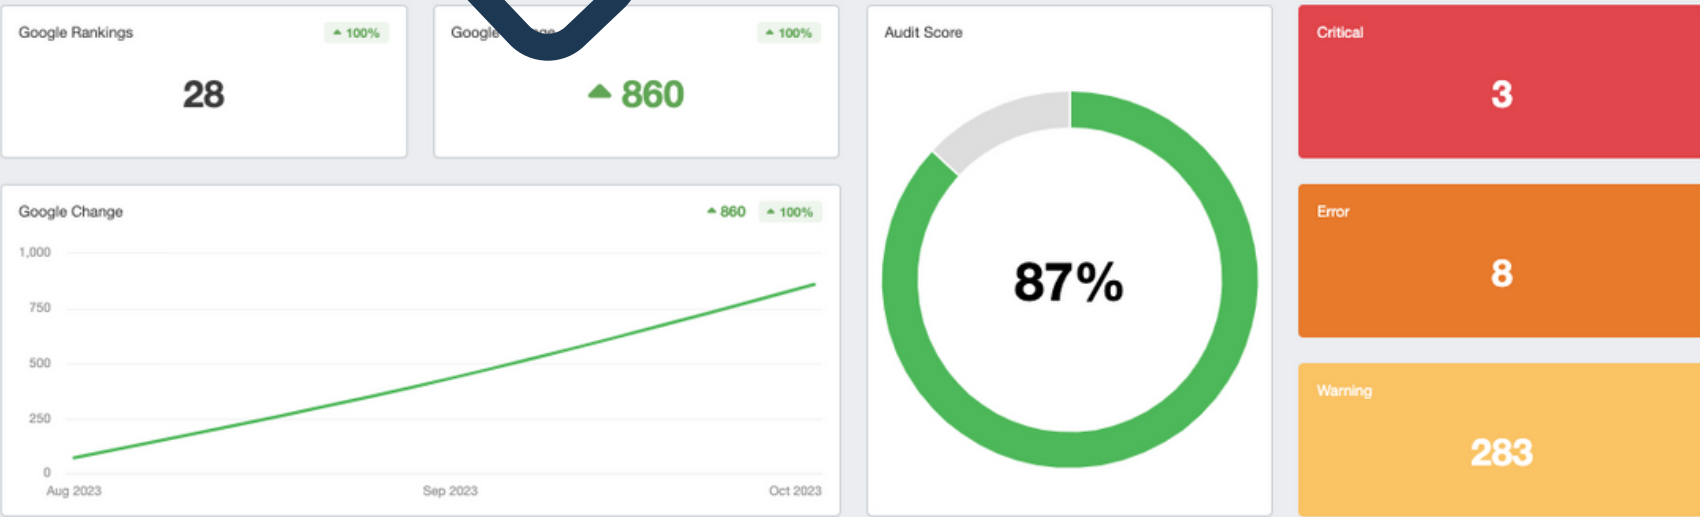 Google Rankings
100%
28
Google
100%
860
Google Change
860
100%
1,000
750
500
250
0
Aug 2023
Sep 2023
Oct 2023
Audit Score
87%
Critical
3
Error
8
Warning
283